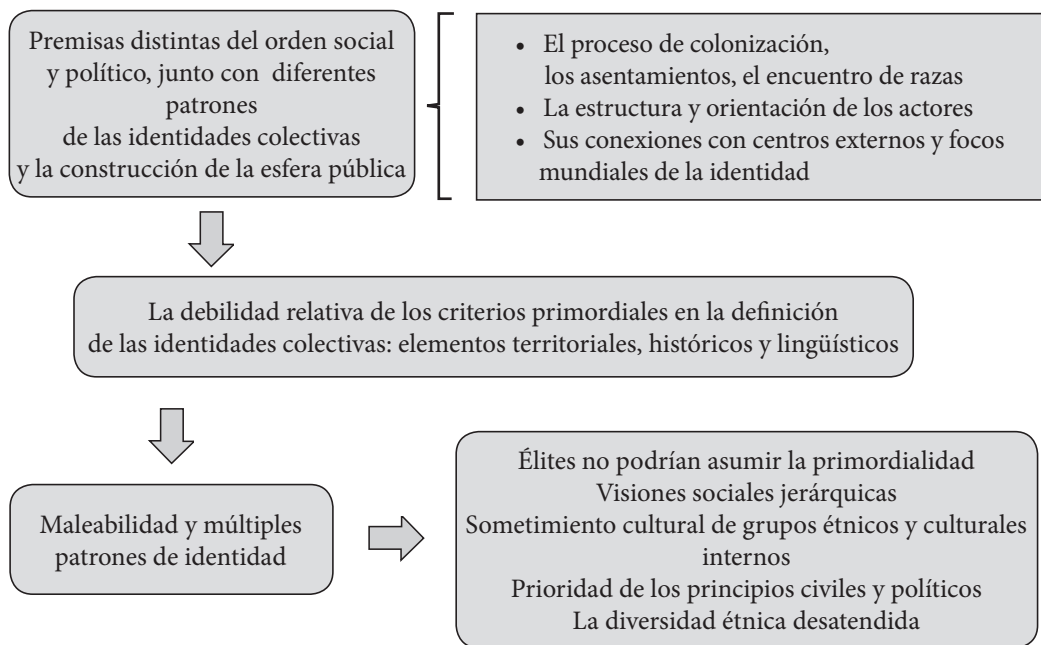 Premisas distintas del orden social
y político, junto con diferentes
patrones
de las identidades colectivas
y la construcción de la esfera pública
• El proceso de colonización,
los asentamientos, el encuentro de razas
• La estructura y orientación de los actores
• Sus conexiones con centros externos y focos
mundiales de la identidad
La debilidad relativa de los criterios primordiales en la definición
de las identidades colectivas: elementos territoriales, históricos y lingüísticos
Maleabilidad y múltiples
patrones de identidad
Élites no podrían asumir la primordialidad
Visiones sociales jerárquicas
Sometimiento cultural de grupos étnicos y culturales
internos
Prioridad de los principios civiles y políticos
La diversidad étnica desatendida